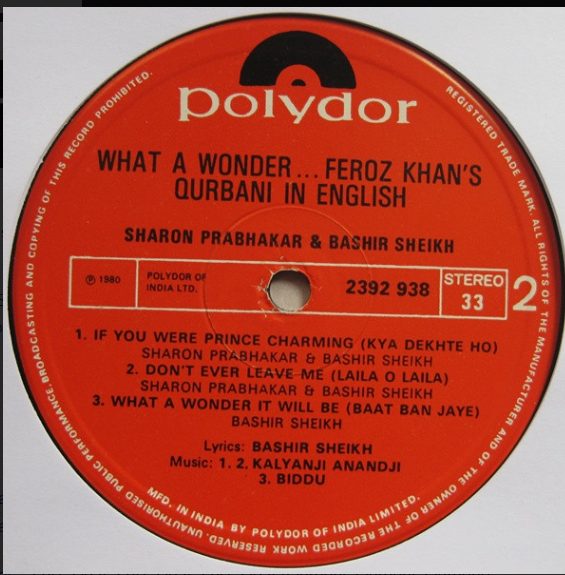 polydor
WHAT A WONDER... FEROZ KHAN'S
QURBANI IN ENGLISH
SHARON PRABHAKAR & BASHIR SHEIKH
℗ 1980
POLYDOR OF
INDIA LTD.
2392 938
STEREO
33
2
1. IF YOU WERE PRINCE CHARMING (KYA DEKHTE HO)
SHARON PRABHAKAR & BASHIR SHEIKH
2. DON'T EVER LEAVE ME (LAILA O LAILA)
SHARON PRABHAKAR & BASHIR SHEIKH
3. WHAT A WONDER IT WILL BE (BAAT BAN JAYE)
BASHIR SHEIKH
Lyrics: BASHIR SHEIKH
Music: 1. 2. KALYANJI ANANDJI
3. BIDDU
MFD. IN INDIA BY POLYDOR OF INDIA LIMITED.
REGISTERED TRADE MARK. ALL RIGHTS OF THE MANUFACTURER AND OF THE OWNER OF THE RECORDED WORK RESERVED. UNAUTHORISED PUBLIC PERFORMANCE, BROADCASTING AND COPYING OF THIS RECORD PROHIBITED.